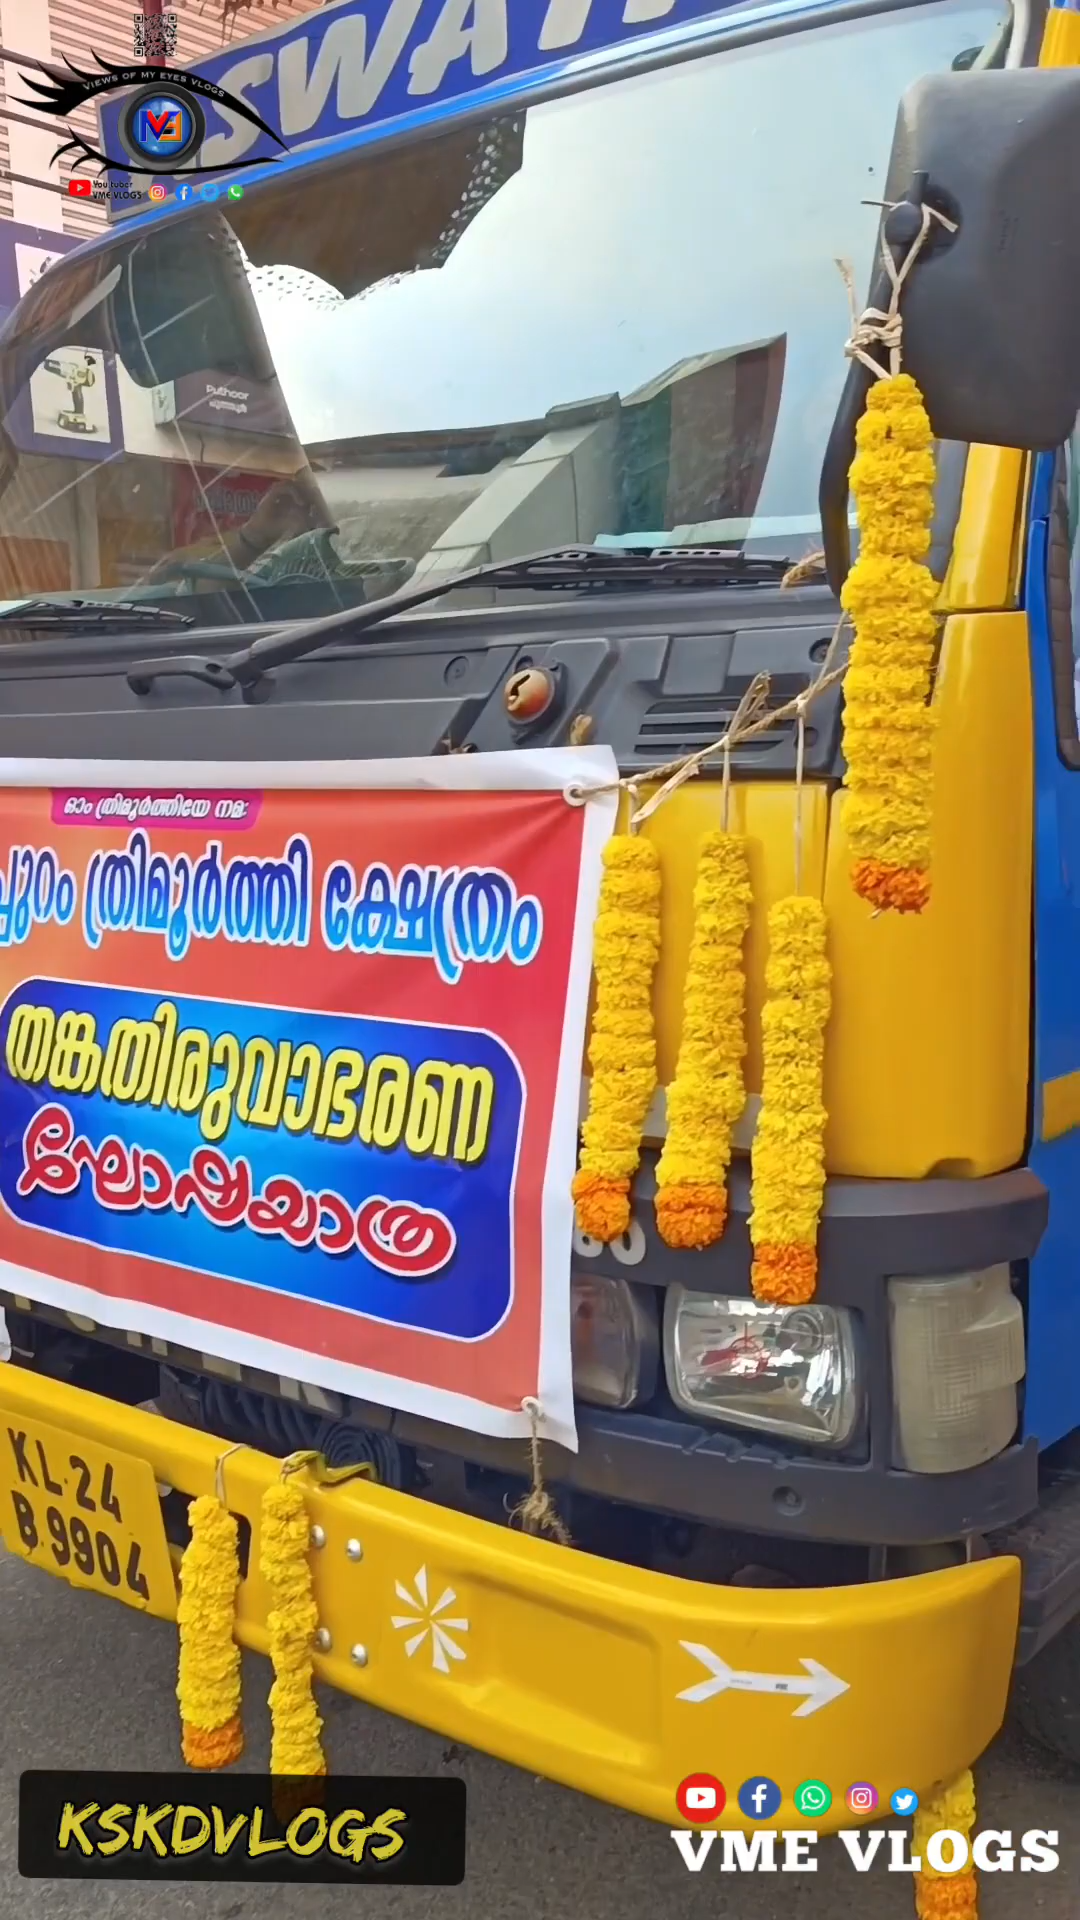 VIEWS OF MY EYES VLOGS
You tuber
VME VLOGS
SWA
Puthoor
പുത്തൂർ
ഓം ത്രിമൂർത്തിയേ നമ:
പ്പുറം ത്രിമൂർത്തി ക്ഷേത്രം
തങ്കതിരുവാഭരണ
ഘോഷയാത്ര
KL.24
B.9904
KSKDVLOGS
VME VLOGS